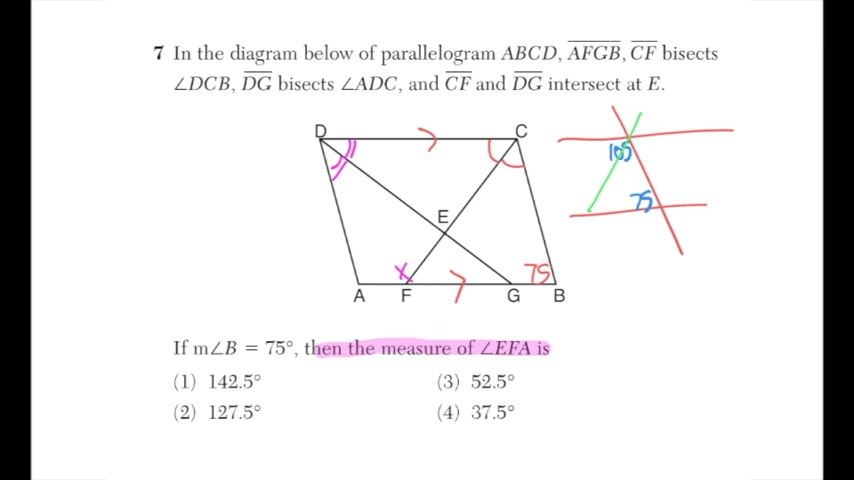 7 In the diagram below of parallelogram ABCD, AFGB, CF bisects
∠DCB, DG bisects ∠ADC, and CF and DG intersect at E.
D
C
105
E
75
x
75
A
F
G
B
If m∠B = 75°, then the measure of ∠EFA is
(1) 142.5°
(3) 52.5°
(2) 127.5°
(4) 37.5°